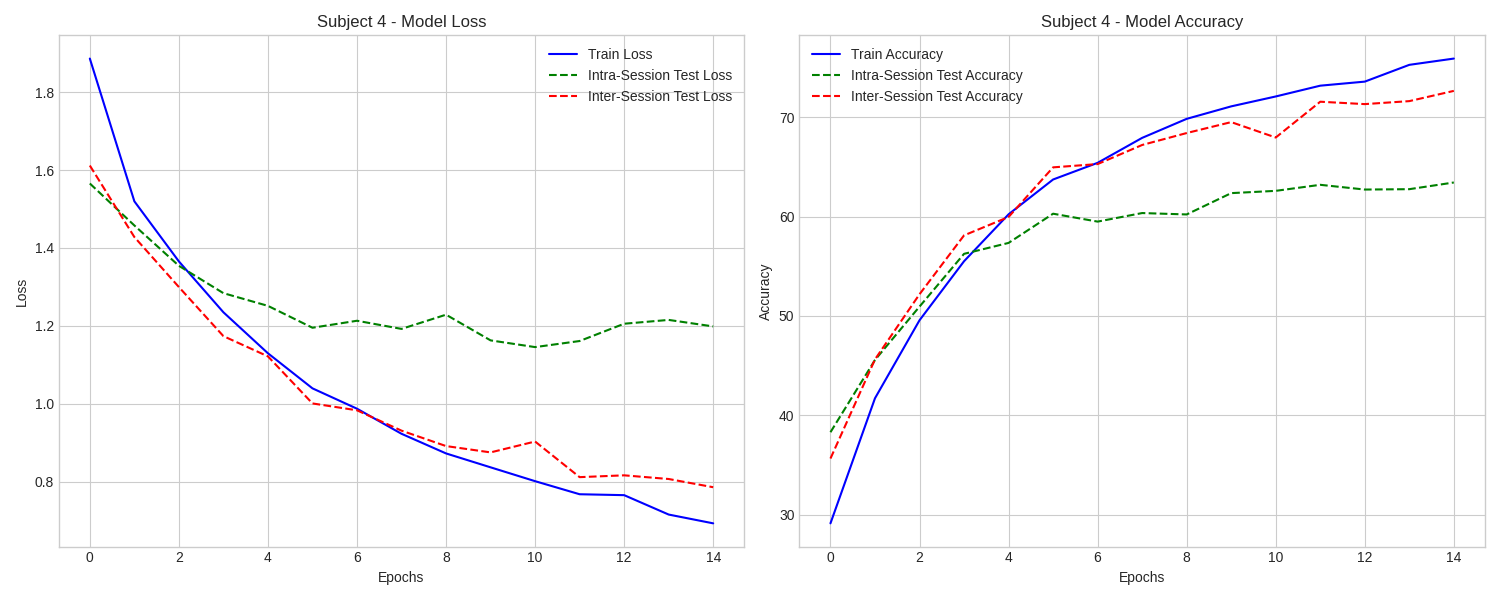 Subject 4 - Model Loss
Train Loss
Intra-Session Test Loss
Inter-Session Test Loss
1.8
1.6
1.4
1.2
1.0
0.8
Loss
0 2 4 6 8 10 12 14
Epochs
Subject 4 - Model Accuracy
Train Accuracy
Intra-Session Test Accuracy
Inter-Session Test Accuracy
70
60
50
40
30
Accuracy
0 2 4 6 8 10 12 14
Epochs